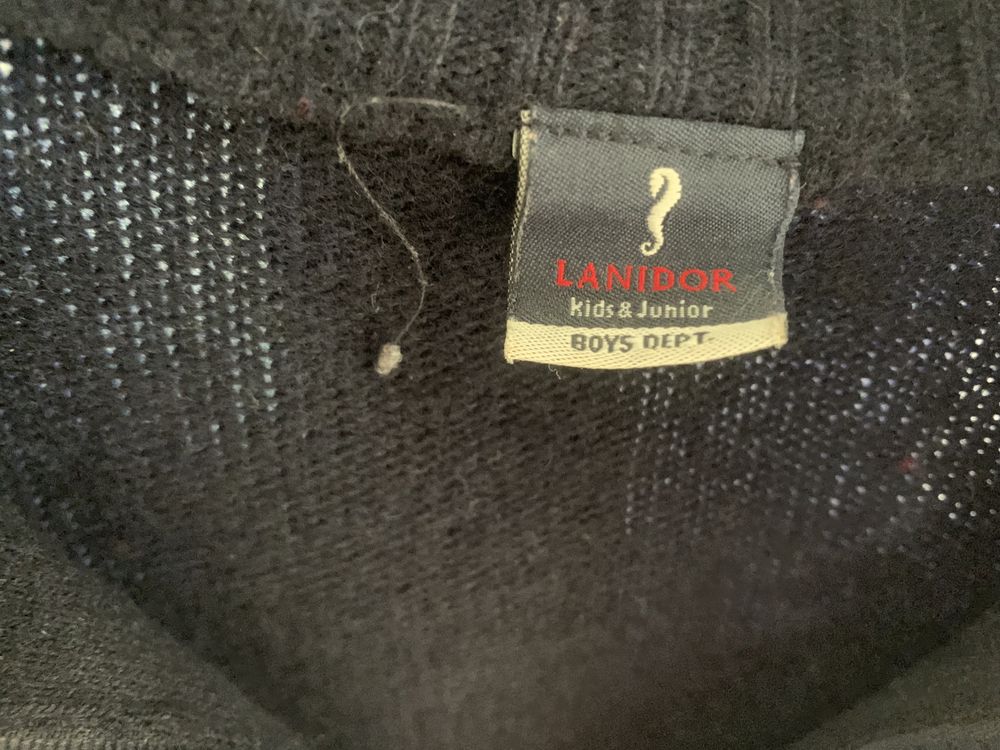 LANIDOR
kids & Junior
BOYS DEPT.